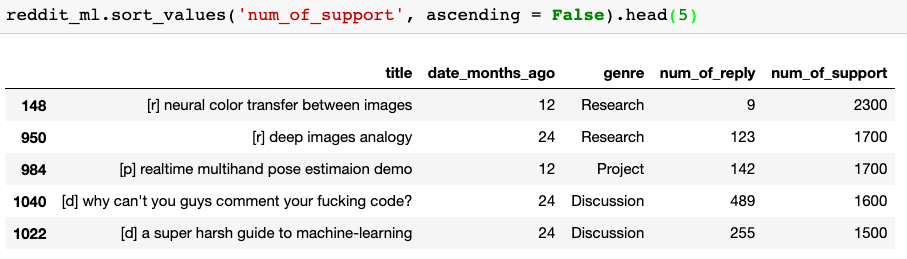 reddit_ml.sort_values('num_of_support', ascending = False).head(5)
title date_months_ago genre num_of_reply num_of_support
148 [r] neural color transfer between images 12 Research 9 2300
950 [r] deep images analogy 24 Research 123 1700
984 [p] realtime multihand pose estimaion demo 12 Project 142 1700
1040 [d] why can't you guys comment your fucking code? 24 Discussion 489 1600
1022 [d] a super harsh guide to machine-learning 24 Discussion 255 1500